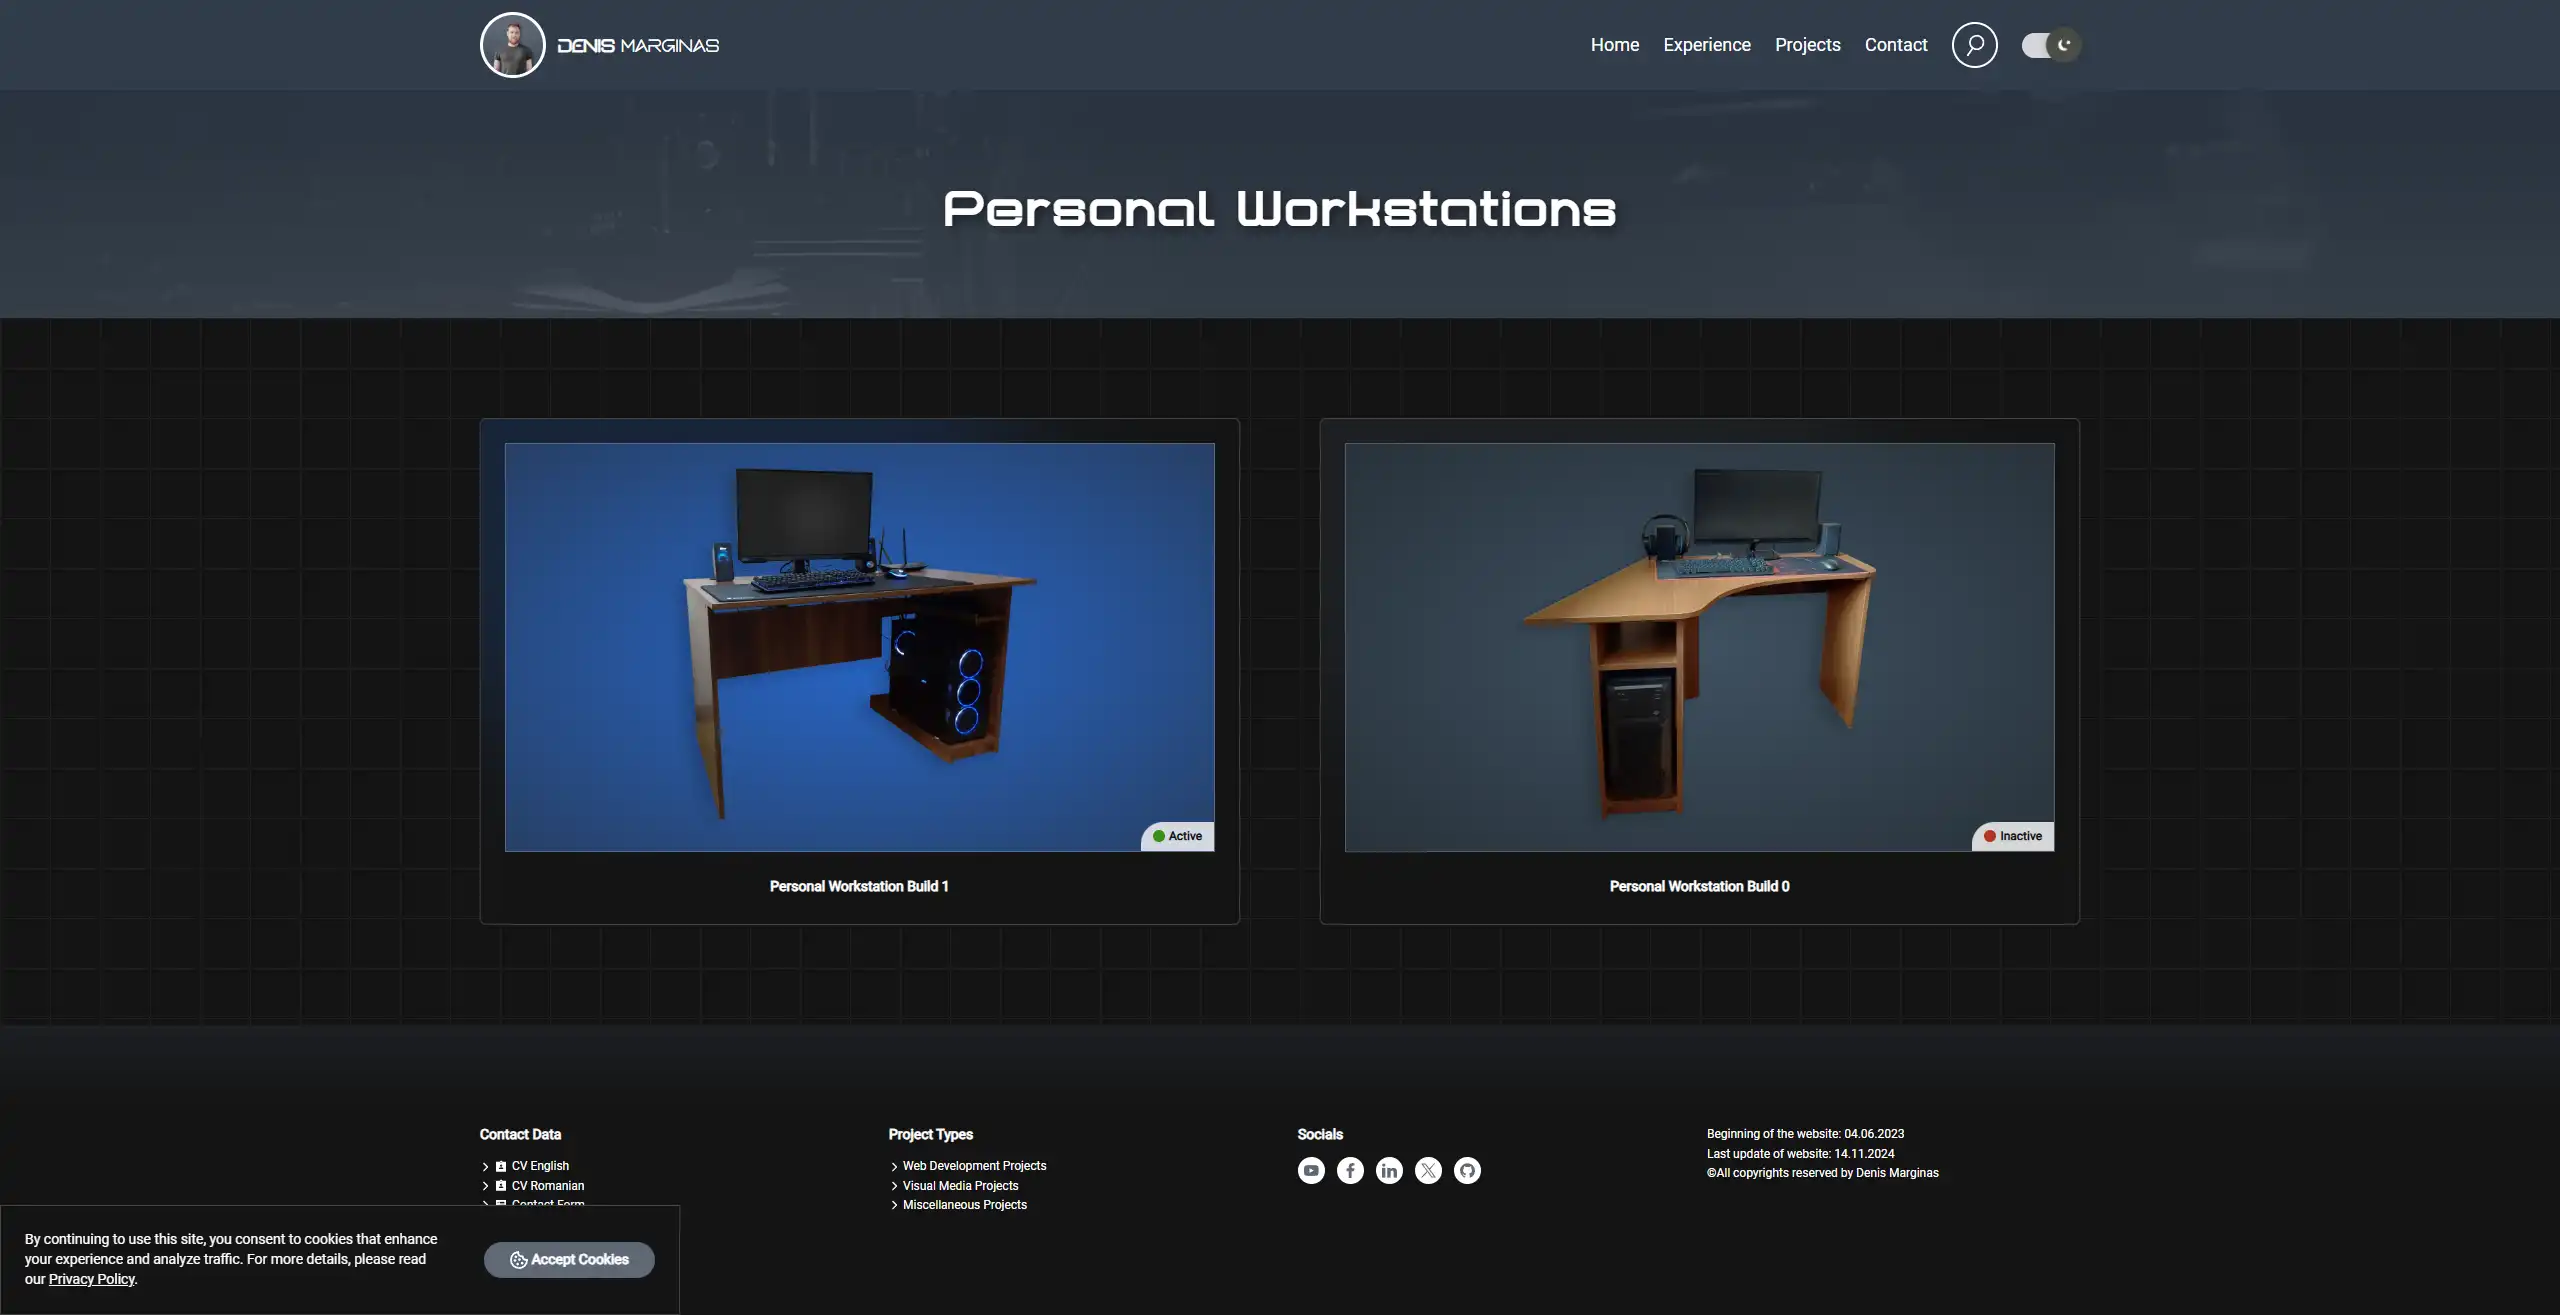 DENIS MARGINAS
Home
Experience
Projects
Contact
Personal Workstations
Active
Personal Workstation Build 1
Inactive
Personal Workstation Build 0
Contact Data
CV English
CV Romanian
Contact Form
Project Types
Web Development Projects
Visual Media Projects
Miscellaneous Projects
Socials
Beginning of the website: 04.06.2023
Last update of website: 14.11.2024
©All copyrights reserved by Denis Marginas
By continuing to use this site, you consent to cookies that enhance
your experience and analyze traffic. For more details, please read
our Privacy Policy.
Accept Cookies